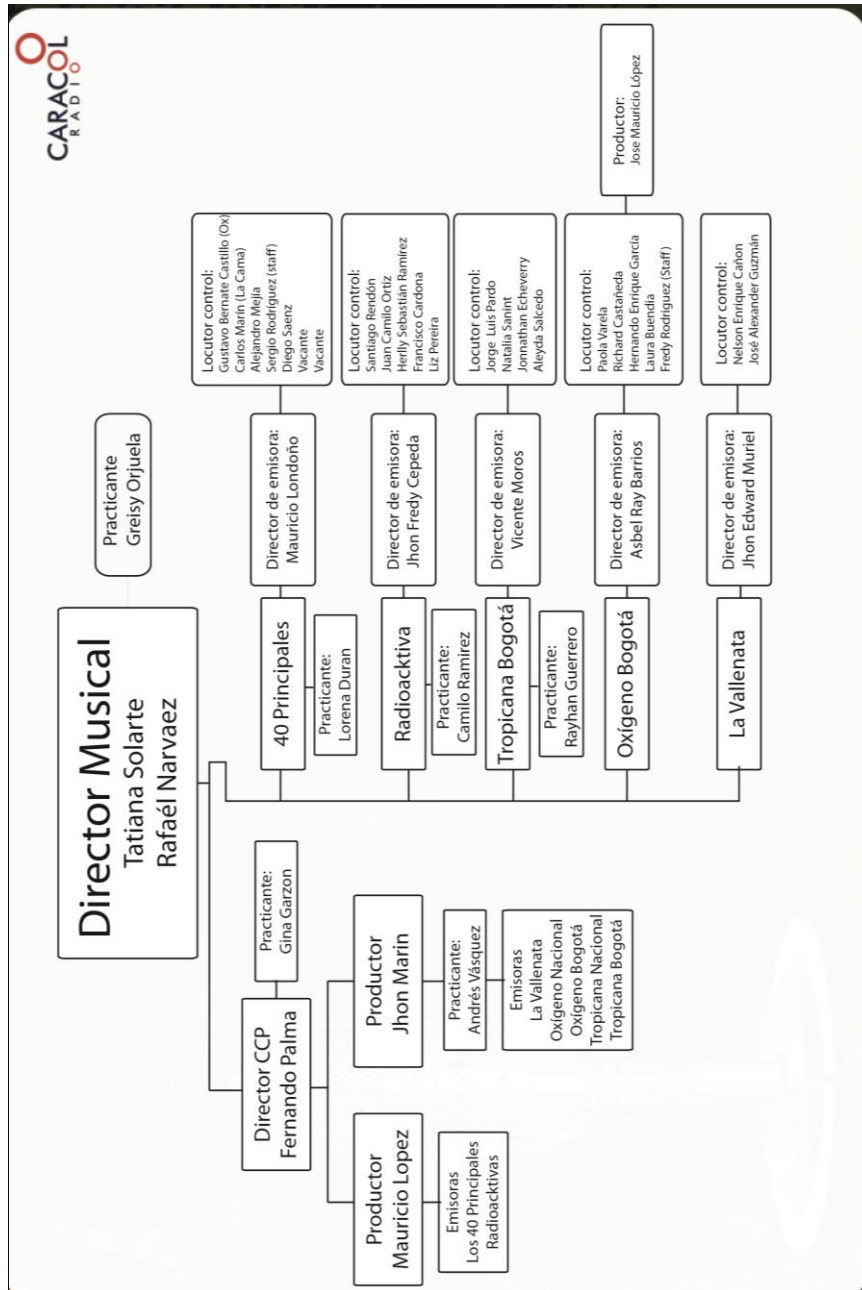 CARACOL
RADIO
Director Musical
Tatiana Solarte
Rafaél Narvaez
Practicante
Greisy Orjuela
Director CCP
Fernando Palma
Practicante:
Gina Garzon
Productor
Mauricio Lopez
Emisoras
Los 40 Principales
Radioacktivas
Productor
Jhon Marin
Practicante:
Andrés Vásquez
Emisoras
La Vallenata
Oxígeno Nacional
Oxígeno Bogotá
Tropicana Nacional
Tropicana Bogotá
40 Principales
Practicante:
Lorena Duran
Director de emisora:
Mauricio Londoño
Locutor control:
Gustavo Bernate Castillo (Ox)
Carlos Marín (La Cama)
Alejandro Mejía
Sergio Rodríguez (staff)
Diego Saenz
Vacante
Vacante
Radioacktiva
Practicante:
Camilo Ramirez
Director de emisora:
Jhon Fredy Cepeda
Locutor control:
Santiago Rendón
Juan Camilo Ortiz
Herlly Sebastián Ramírez
Francisco Cardona
Liz Pereira
Tropicana Bogotá
Practicante:
Rayhan Guerrero
Director de emisora:
Vicente Moros
Locutor control:
Jorge Luis Pardo
Natalia Sanint
Jonnathan Echeverry
Aleyda Salcedo
Oxígeno Bogotá
Director de emisora:
Asbel Ray Barrios
Locutor control:
Paola Varela
Richard Castañeda
Hernando Enrique García
Laura Buendia
Fredy Rodriguez (Staff)
Productor:
Jose Mauricio López
La Vallenata
Director de emisora:
Jhon Edward Muriel
Locutor control:
Nelson Enrique Cañon
José Alexander Guzmán